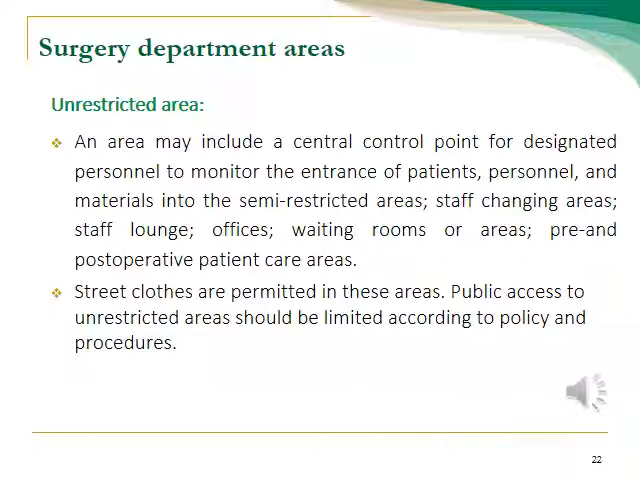 Surgery department areas
Unrestricted area:
❖ An area may include a central control point for designated
personnel to monitor the entrance of patients, personnel, and
materials into the semi-restricted areas; staff changing areas;
staff lounge; offices; waiting rooms or areas; pre-and
postoperative patient care areas.
❖ Street clothes are permitted in these areas. Public access to
unrestricted areas should be limited according to policy and
procedures.
22